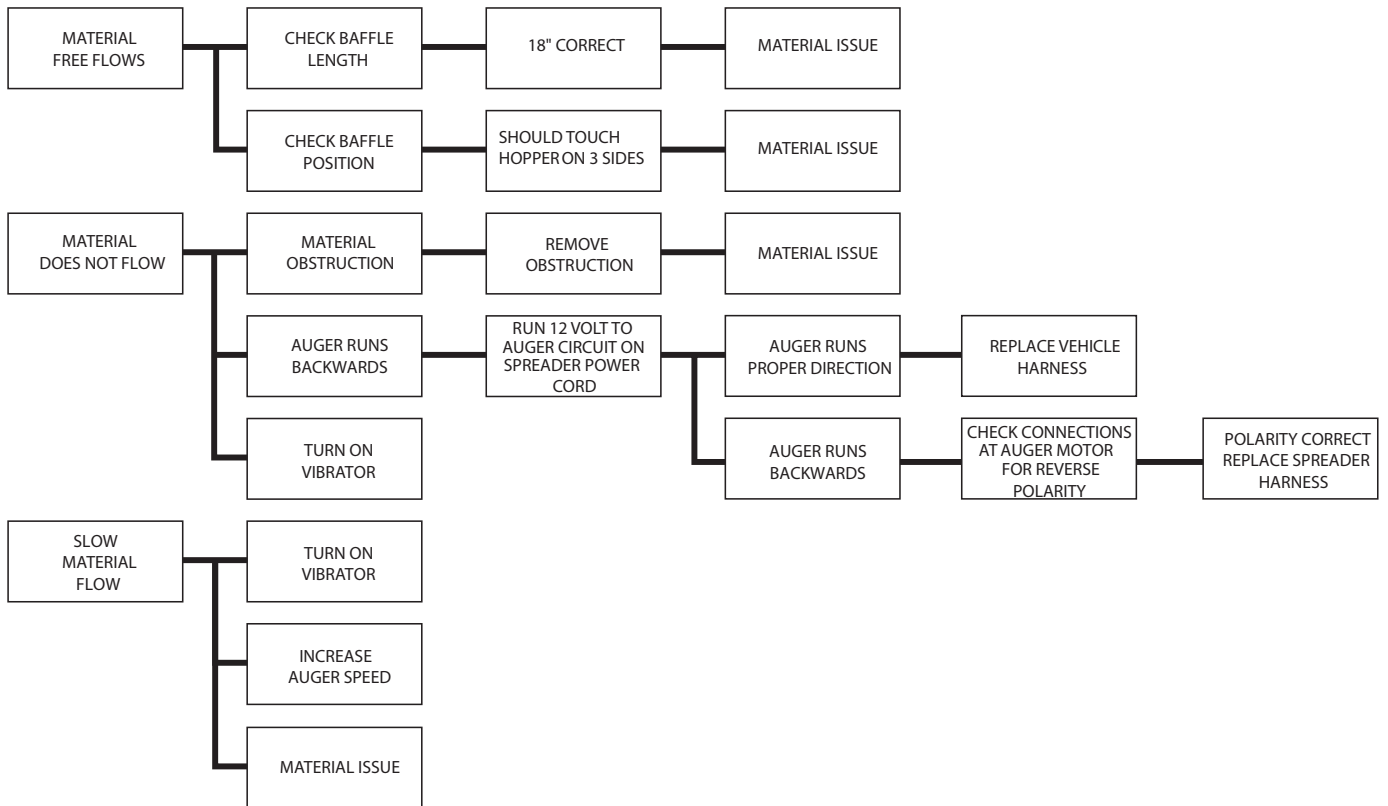 MATERIAL
FREE FLOWS
CHECK BAFFLE
LENGTH
18" CORRECT
MATERIAL ISSUE
CHECK BAFFLE
POSITION
SHOULD TOUCH
HOPPER ON 3 SIDES
MATERIAL ISSUE
MATERIAL
DOES NOT FLOW
MATERIAL
OBSTRUCTION
REMOVE
OBSTRUCTION
MATERIAL ISSUE
AUGER RUNS
BACKWARDS
RUN 12 VOLT TO
AUGER CIRCUIT ON
SPREADER POWER
CORD
AUGER RUNS
PROPER DIRECTION
REPLACE VEHICLE
HARNESS
TURN ON
VIBRATOR
AUGER RUNS
BACKWARDS
CHECK CONNECTIONS
AT AUGER MOTOR
FOR REVERSE
POLARITY
POLARITY CORRECT
REPLACE SPREADER
HARNESS
SLOW
MATERIAL
FLOW
TURN ON
VIBRATOR
INCREASE
AUGER SPEED
MATERIAL ISSUE